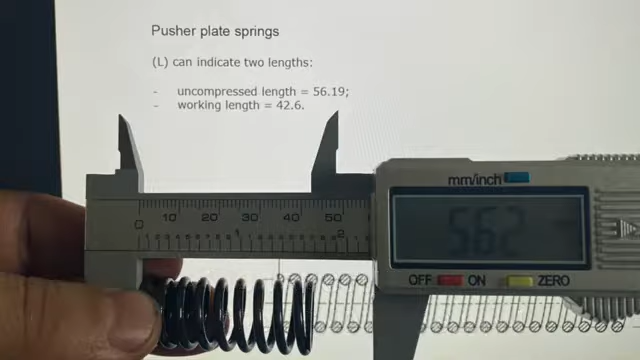 Pusher plate springs
(L) can indicate two lengths:
- uncompressed length = 56.19;
- working length = 42.6.
mm/inch
0 10 20 30 40 50
1 2
OFF ON ZERO